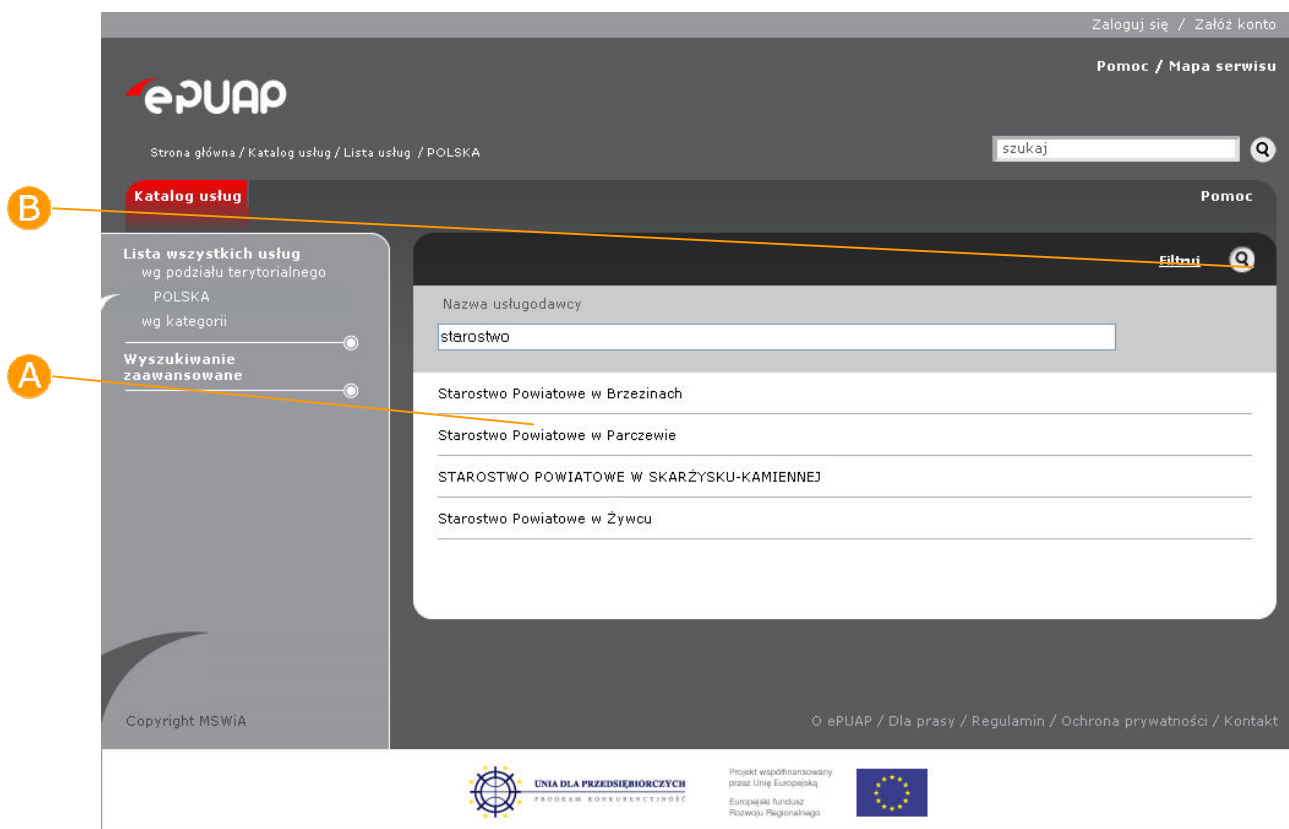 Zaloguj się / Załóż konto
Pomoc / Mapa serwisu
ePUAP
Strona główna / Katalog usług / Lista usług / POLSKA
szukaj
B
Katalog usług
Pomoc
Lista wszystkich usług
wg podziału terytorialnego
POLSKA
wg kategorii
Wyszukiwanie
zaawansowane
A
Filtruj
Nazwa usługodawcy
starostwo
Starostwo Powiatowe w Brzezinach
Starostwo Powiatowe w Parczewie
STAROSTWO POWIATOWE W SKARŻYSKU-KAMIENNEJ
Starostwo Powiatowe w Żywcu
Copyright MSWiA
O ePUAP / Dla prasy / Regulamin / Ochrona prywatności / Kontakt
UNIA DLA PRZEDSIĘBIORCZYCH
PROGRAM KONKURENCYJNOŚĆ
Projekt współfinansowany
przez Unię Europejską
Europejski fundusz
Rozwoju Regionalnego